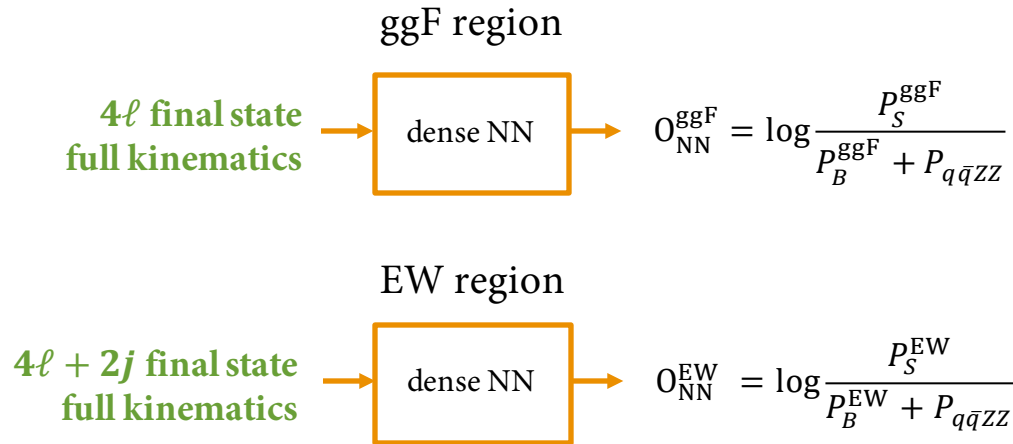 ggF region
4ℓ final state
full kinematics
dense NN
O_NN^ggF = log P_S^ggF / (P_B^ggF + P_qq̄ZZ)
EW region
4ℓ + 2j final state
full kinematics
dense NN
O_NN^EW = log P_S^EW / (P_B^EW + P_qq̄ZZ)